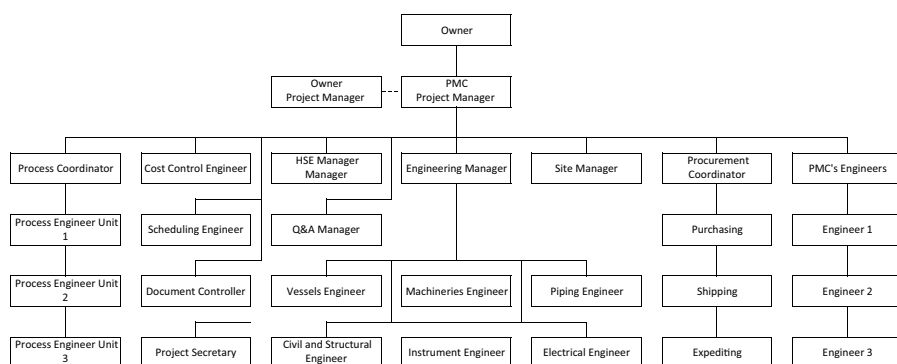 Owner
Owner
Project Manager
PMC
Project Manager
Process Coordinator
Cost Control Engineer
HSE Manager
Manager
Engineering Manager
Site Manager
Procurement
Coordinator
PMC's Engineers
Process Engineer Unit
1
Scheduling Engineer
Q&A Manager
Purchasing
Engineer 1
Process Engineer Unit
2
Document Controller
Vessels Engineer
Machineries Engineer
Piping Engineer
Shipping
Engineer 2
Process Engineer Unit
3
Project Secretary
Civil and Structural
Engineer
Instrument Engineer
Electrical Engineer
Expediting
Engineer 3